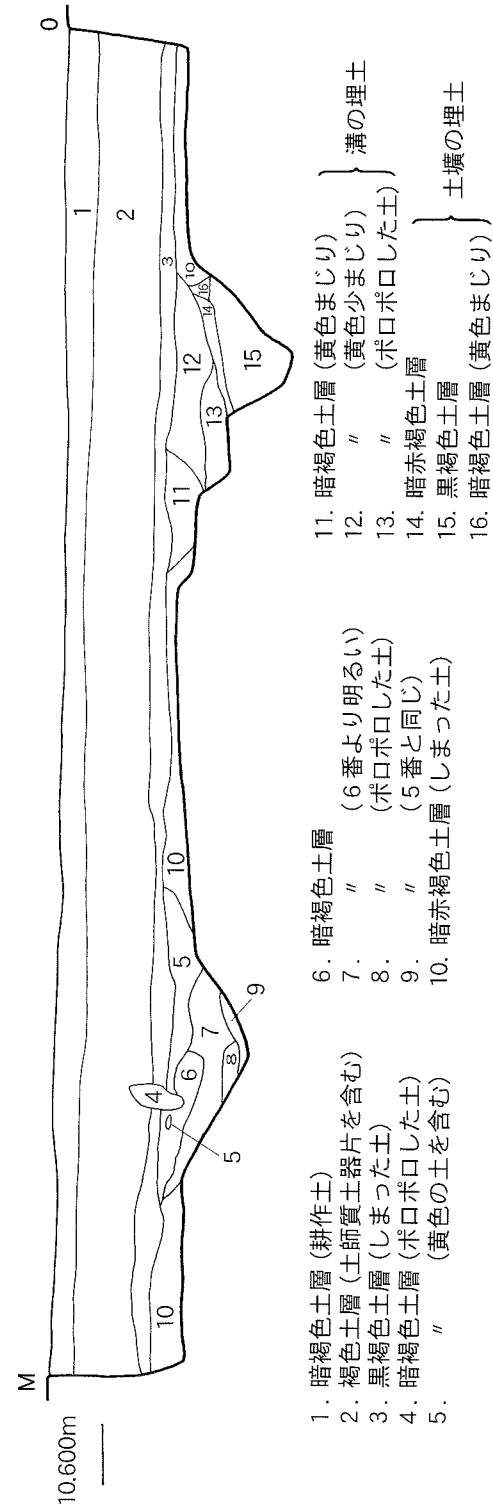 10.600m
M
O
1
2
3
4
5
5
6
7
8
9
10
10
11
12
13
10
14
16
15
1. 暗褐色土層 (耕作土)
2. 褐色土層 (土師質土器片を含む)
3. 黒褐色土層 (しまった土)
4. 暗褐色土層 (ポロポロした土)
5. 〃 (黄色の土を含む)
6. 暗褐色土層
7. 〃 (6番より明るい)
8. 〃 (ポロポロした土)
9. 〃 (5番と同じ)
10. 暗赤褐色土層 (しまった土)
11. 暗褐色土層 (黄色まじり)
12. 〃 (黄色少まじり)
13. 〃 (ポロポロした土)
溝の埋土
14. 暗赤褐色土層
15. 黒褐色土層
16. 暗褐色土層 (黄色まじり)
土壙の埋土